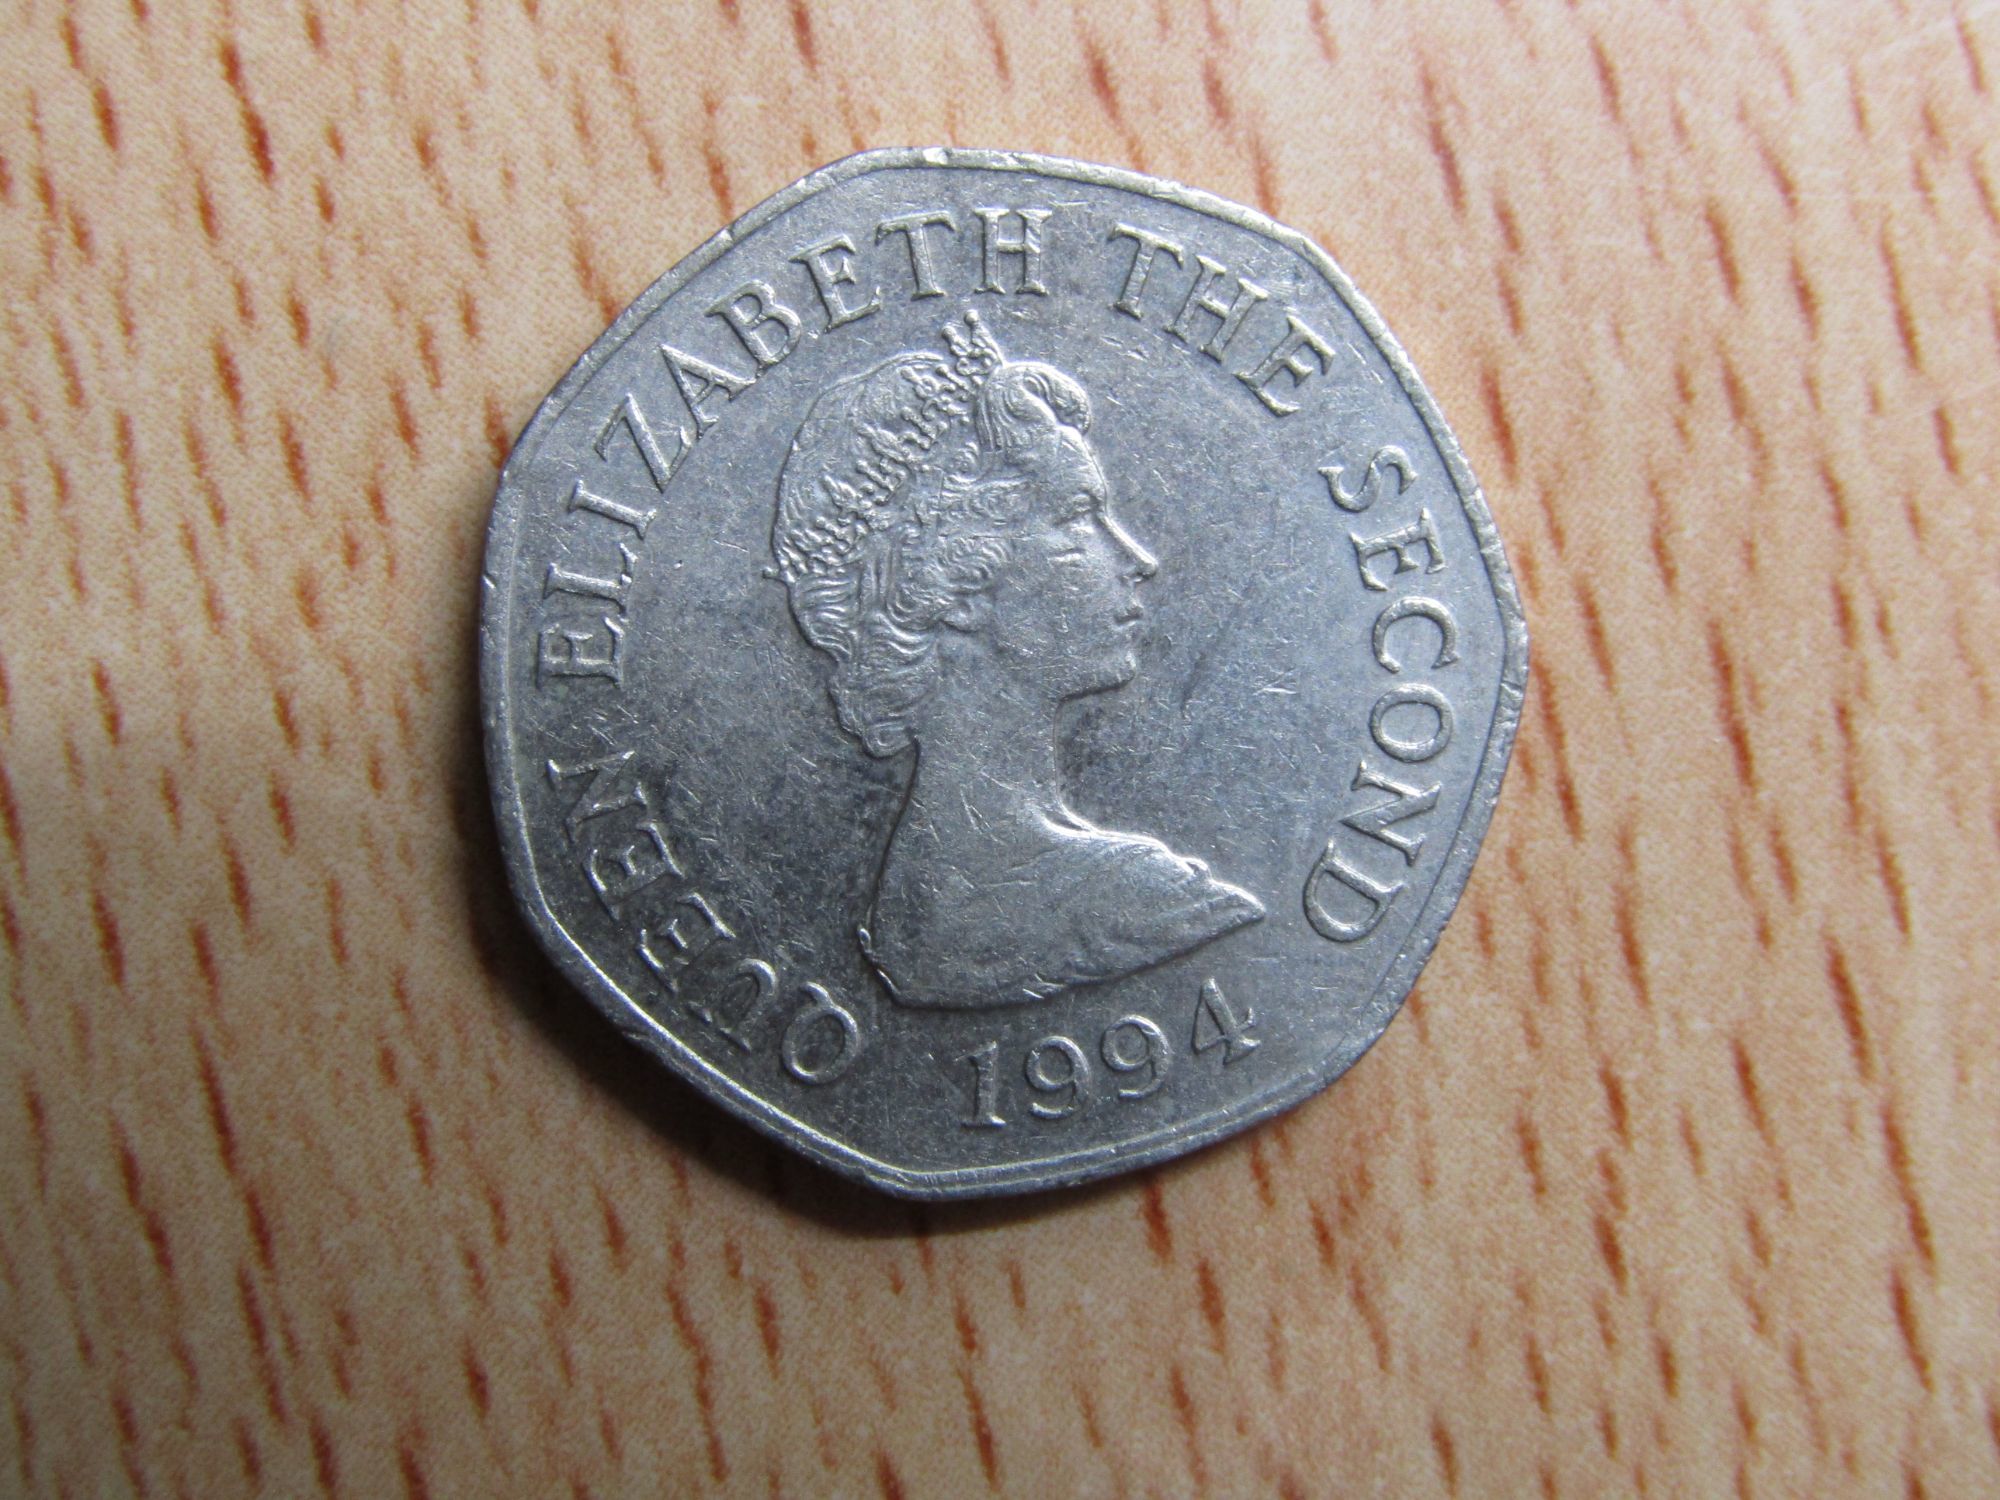 QUEEN ELIZABETH THE SECOND
1994